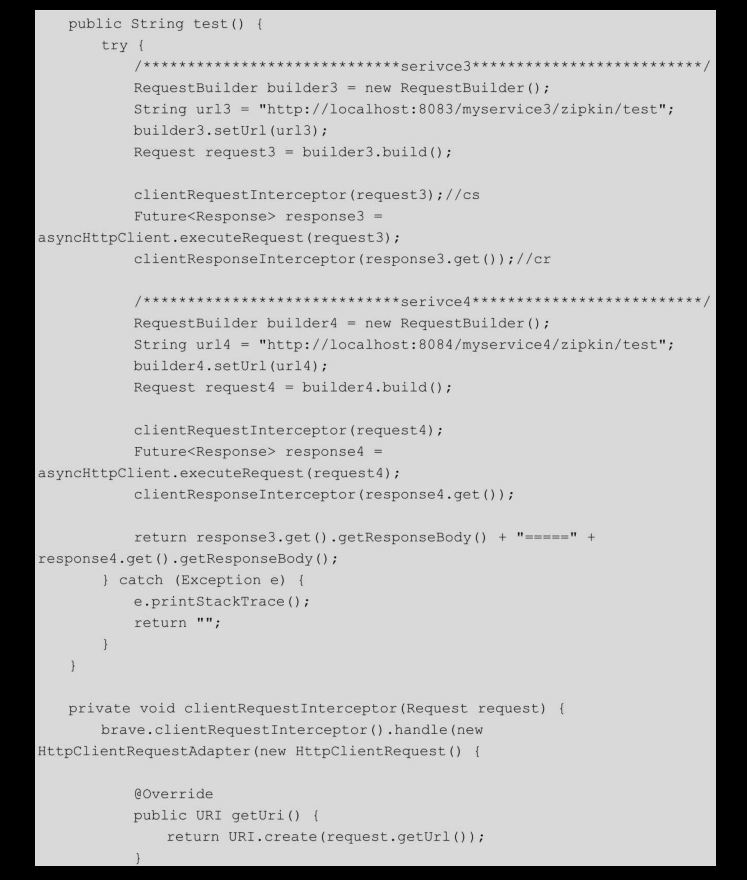 public String test() {
try {
/*****************************serivce3**************************/
RequestBuilder builder3 = new RequestBuilder();
String url3 = "http://localhost:8083/myservice3/zipkin/test";
builder3.setUrl(url3);
Request request3 = builder3.build();
clientRequestInterceptor(request3);//cs
Future<Response> response3 =
asyncHttpClient.executeRequest(request3);
clientResponseInterceptor(response3.get());//cr
/*****************************serivce4**************************/
RequestBuilder builder4 = new RequestBuilder();
String url4 = "http://localhost:8084/myservice4/zipkin/test";
builder4.setUrl(url4);
Request request4 = builder4.build();
clientRequestInterceptor(request4);
Future<Response> response4 =
asyncHttpClient.executeRequest(request4);
clientResponseInterceptor(response4.get());
return response3.get().getResponseBody() + "=====" +
response4.get().getResponseBody();
} catch (Exception e) {
e.printStackTrace();
return "";
}
}
private void clientRequestInterceptor(Request request) {
brave.clientRequestInterceptor().handle(new
HttpClientRequestAdapter(new HttpClientRequest() {
@Override
public URI getUri() {
return URI.create(request.getUrl());
}